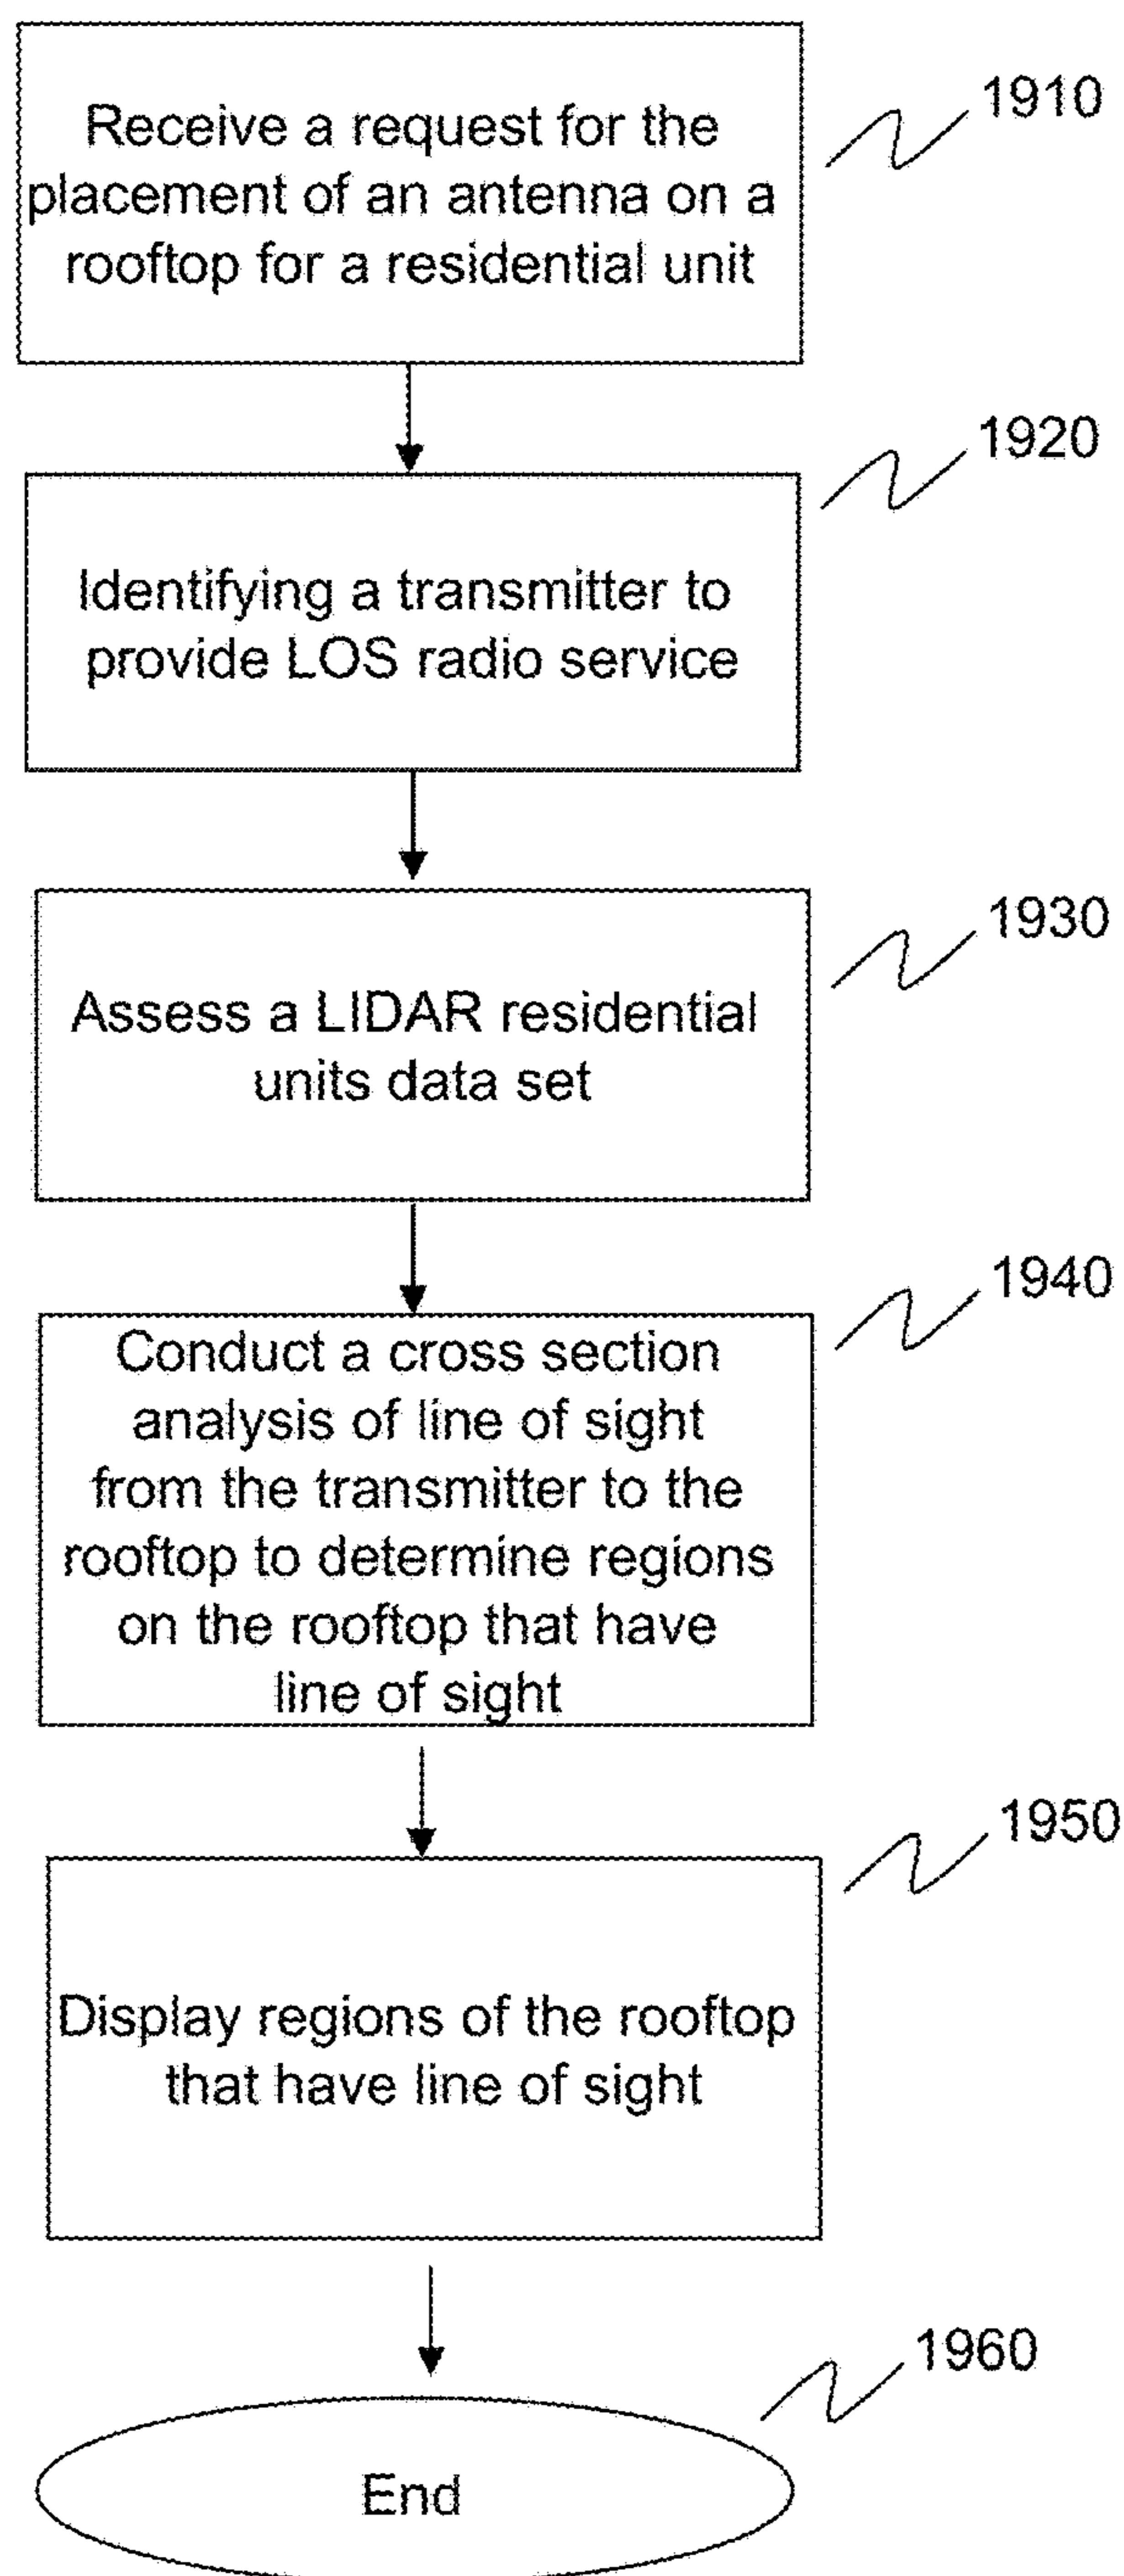 Receive a request for the
placement of an antenna on a
rooftop for a residential unit
1910
Identifying a transmitter to
provide LOS radio service
1920
Assess a LIDAR residential
units data set
1930
Conduct a cross section
analysis of line of sight
from the transmitter to the
rooftop to determine regions
on the rooftop that have
line of sight
1940
Display regions of the rooftop
that have line of sight
1950
End
1960